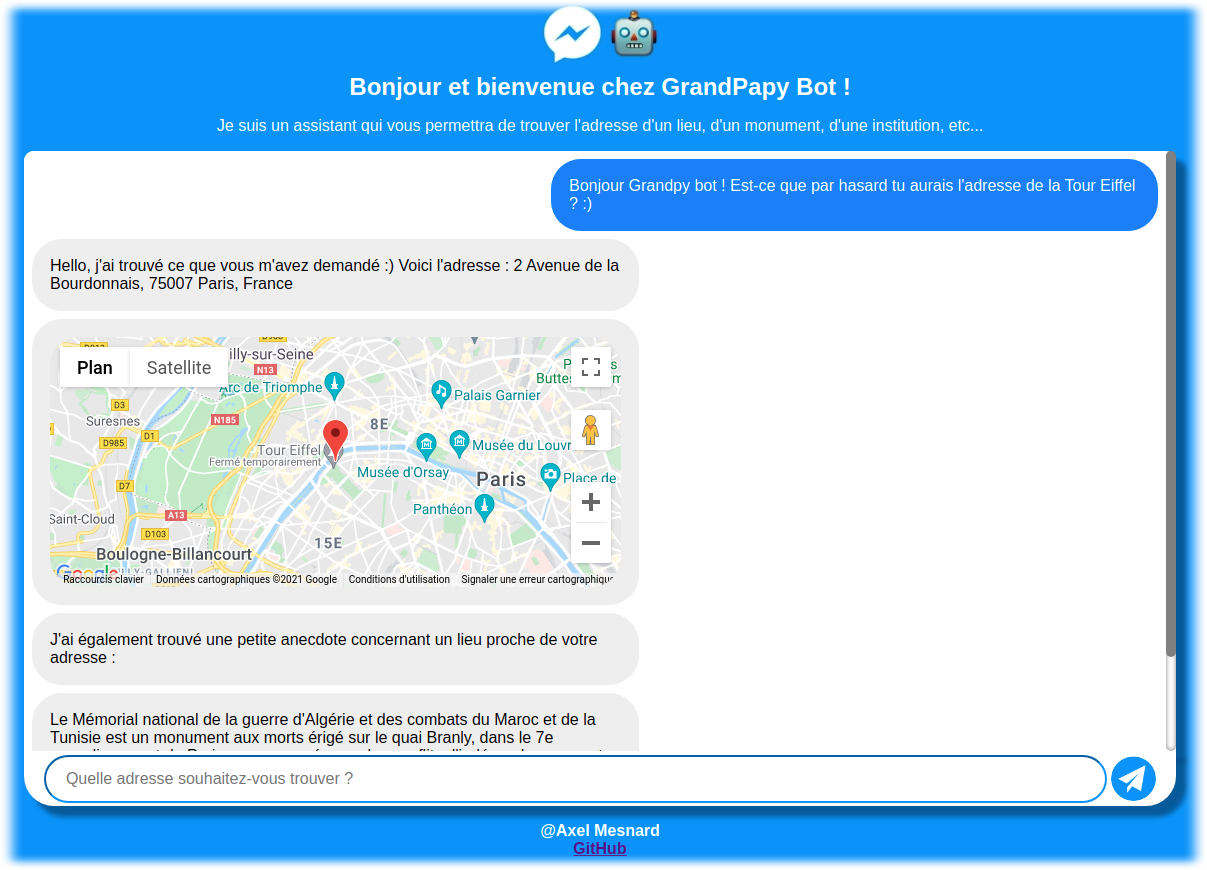 Bonjour et bienvenue chez GrandPapy Bot !
Je suis un assistant qui vous permettra de trouver l'adresse d'un lieu, d'un monument, d'une institution, etc...
Bonjour Grandpy bot ! Est-ce que par hasard tu aurais l'adresse de la Tour Eiffel
? :)
Hello, j'ai trouvé ce que vous m'avez demandé :) Voici l'adresse : 2 Avenue de la
Bourdonnais, 75007 Paris, France
Plan
Satellite
illy-sur-Seine
N13
Arc de Triomphe
Palais Garnier
D3
Suresnes
N185
8E
D985
D1
Tour Eiffel
Fermé temporairement
Musée du Louvr
Musée d'Orsay
Paris
Place de
D7
Panthéon
Saint-Cloud
A13
D103
15E
Boulogne-Billancourt
Google
Raccourcis clavier
Données cartographiques ©2021 Google
Conditions d'utilisation
Signaler une erreur cartographique
J'ai également trouvé une petite anecdote concernant un lieu proche de votre
adresse :
Le Mémorial national de la guerre d'Algérie et des combats du Maroc et de la
Tunisie est un monument aux morts érigé sur le quai Branly, dans le 7e
Quelle adresse souhaitez-vous trouver ?
@Axel Mesnard
GitHub